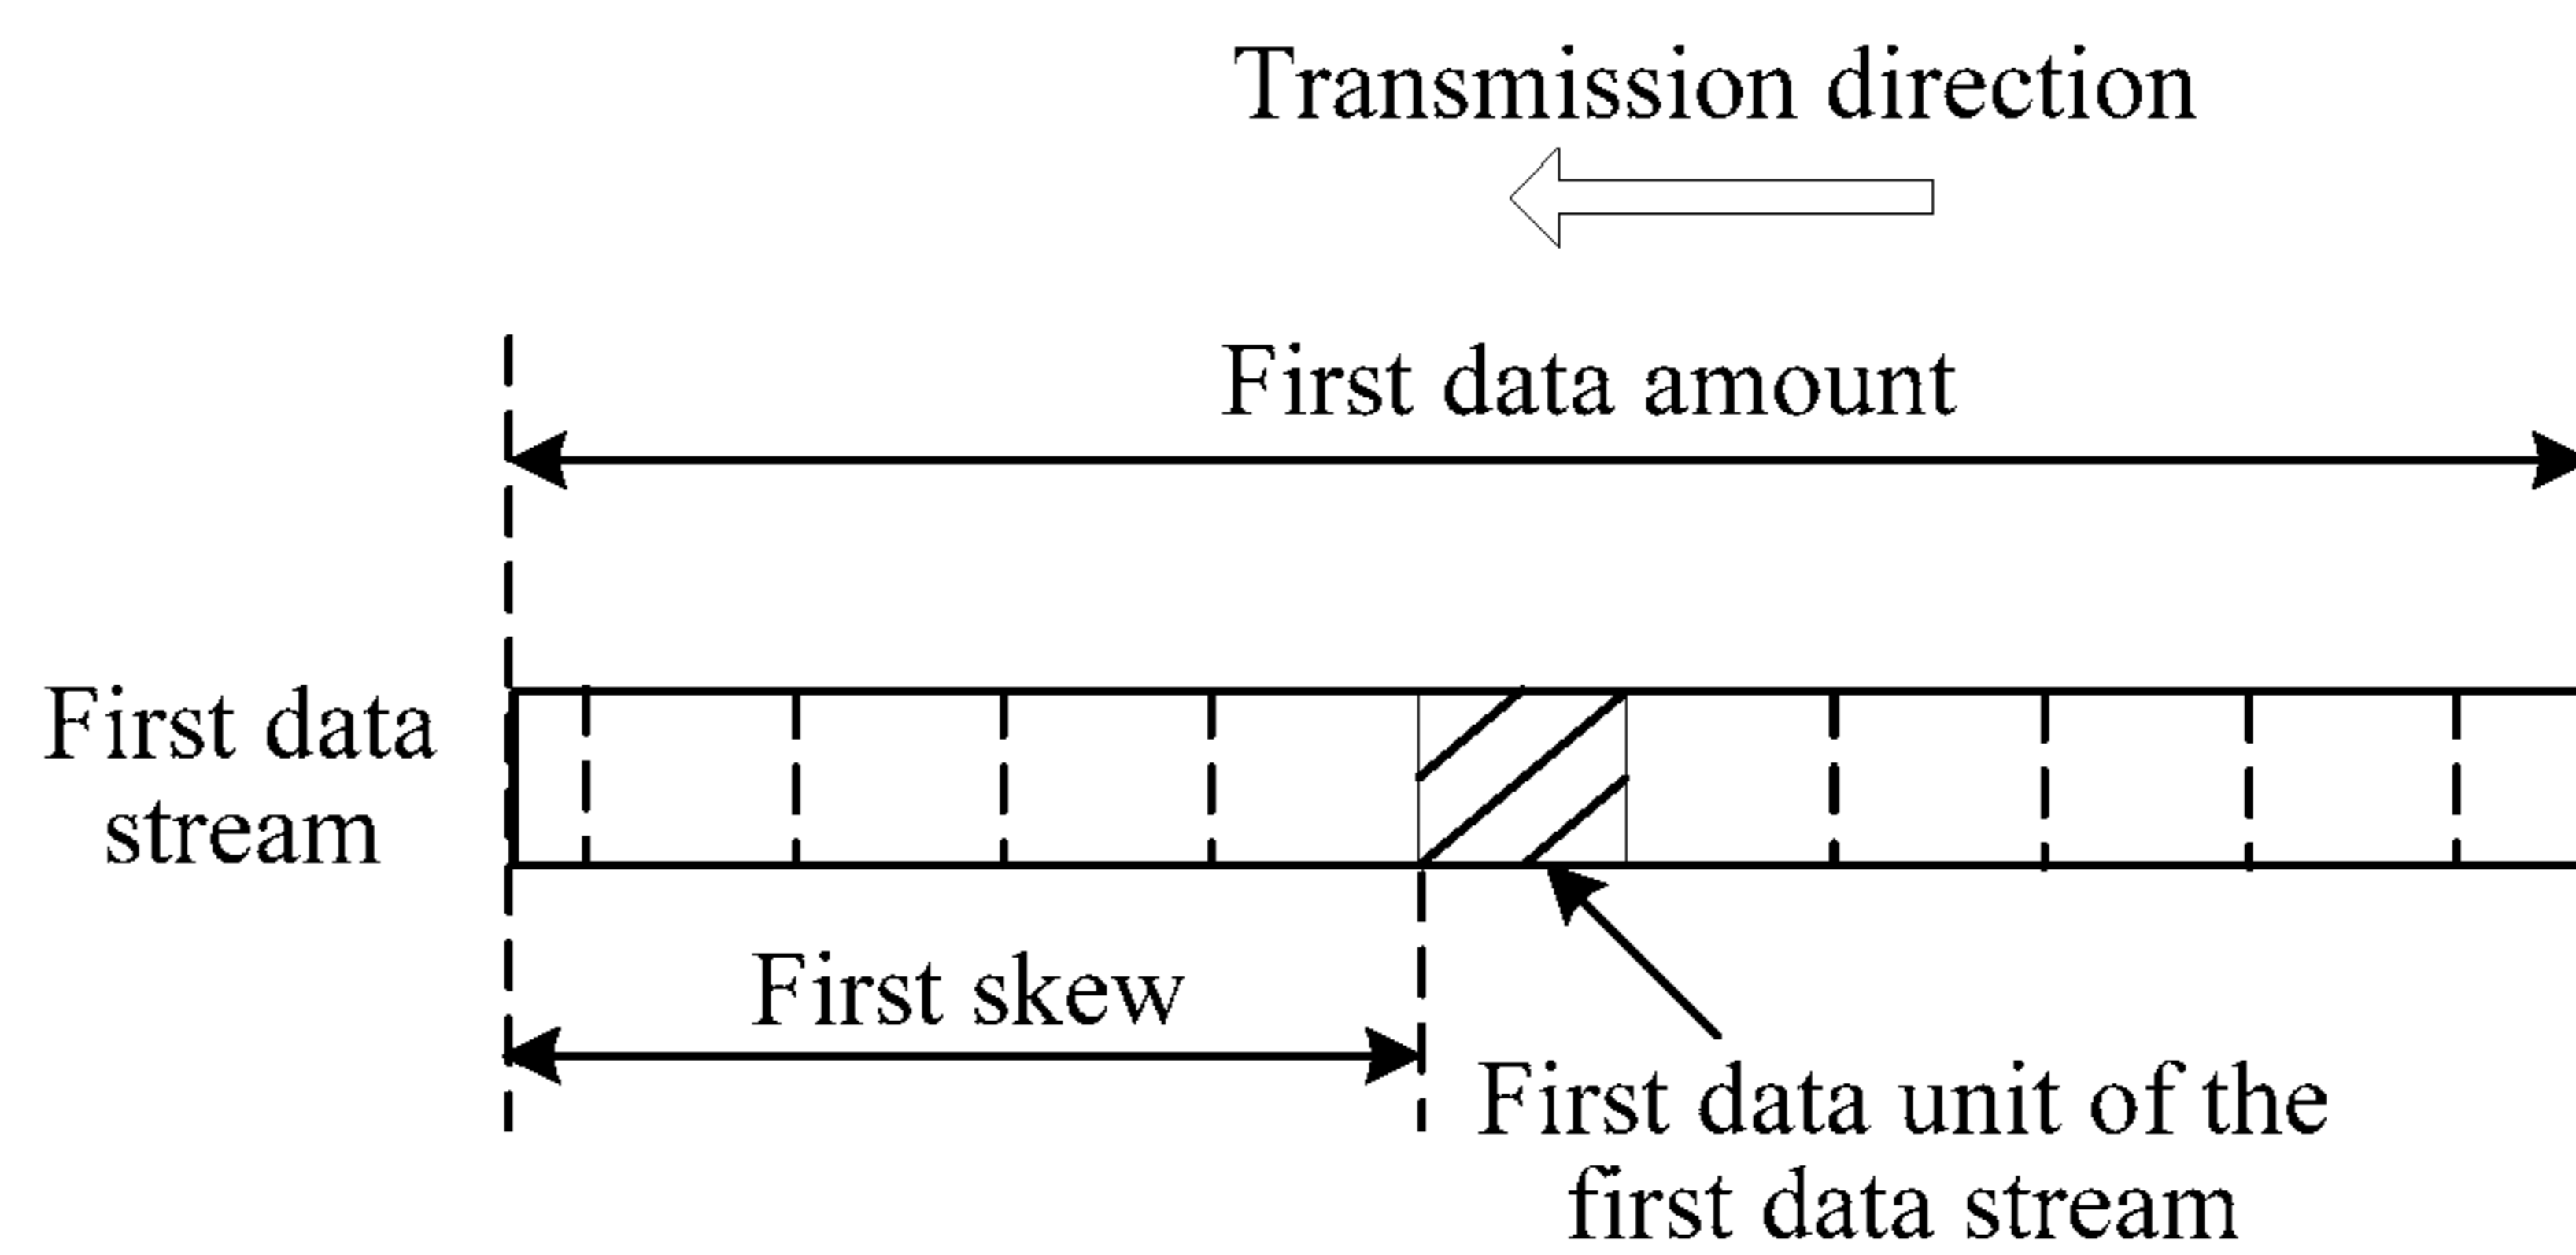 Transmission direction
First data amount
First data
stream
First skew
First data unit of the
first data stream